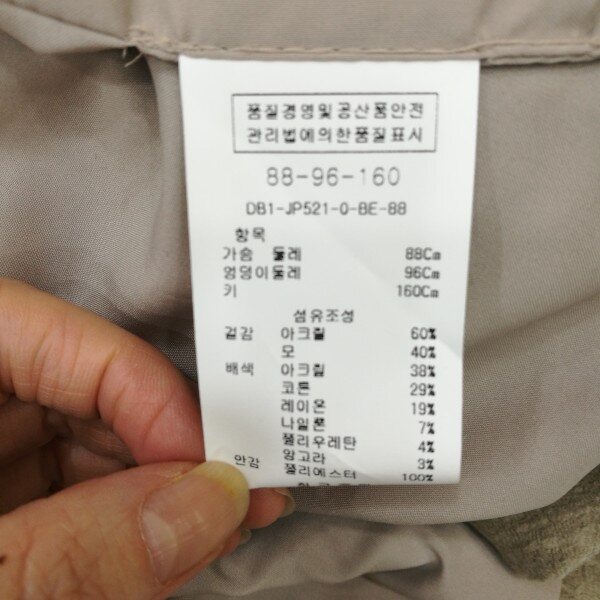 품질경영및공산품안전
관리법에의한품질표시
88-96-160
DB1-JP521-0-BE-88
항목
가슴 둘레 88Cm
엉덩이둘레 96Cm
키 160Cm
섬유조성
겉감 아크릴 60%
모 40%
배색 아크릴 38%
코튼 29%
레이온 19%
나일론 7%
폴리우레탄 4%
앙고라 3%
안감 폴리에스터 100%